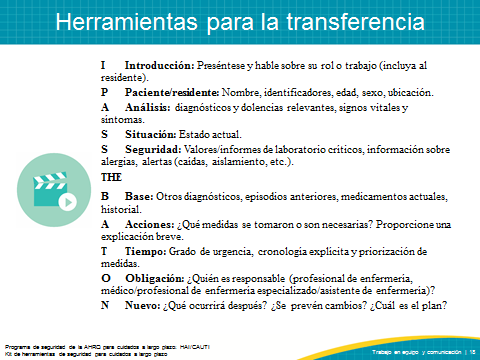 Herramientas para la transferencia
I Introducción: Preséntese y hable sobre su rol o trabajo (incluya al
residente).
P Paciente/residente: Nombre, identificadores, edad, sexo, ubicación.
A Análisis: diagnósticos y dolencias relevantes, signos vitales y
síntomas.
S Situación: Estado actual.
S Seguridad: Valores/informes de laboratorio críticos, información sobre
alergias, alertas (caídas, aislamiento, etc.).
THE
B Base: Otros diagnósticos, episodios anteriores, medicamentos actuales,
historial.
A Acciones: ¿Qué medidas se tomaron o son necesarias? Proporcione una
explicación breve.
T Tiempo: Grado de urgencia, cronología explícita y priorización de
medidas.
O Obligación: ¿Quién es responsable (profesional de enfermería,
médico/profesional de enfermería especializado/asistente de enfermería)?
N Nuevo: ¿Qué ocurrirá después? ¿Se prevén cambios? ¿Cuál es el plan?
Programa de seguridad de la AHRQ para cuidados a largo plazo: HAI/CAUTI
Kit de herramientas de seguridad para cuidados a largo plazo
Trabajo en equipo y comunicación | 18